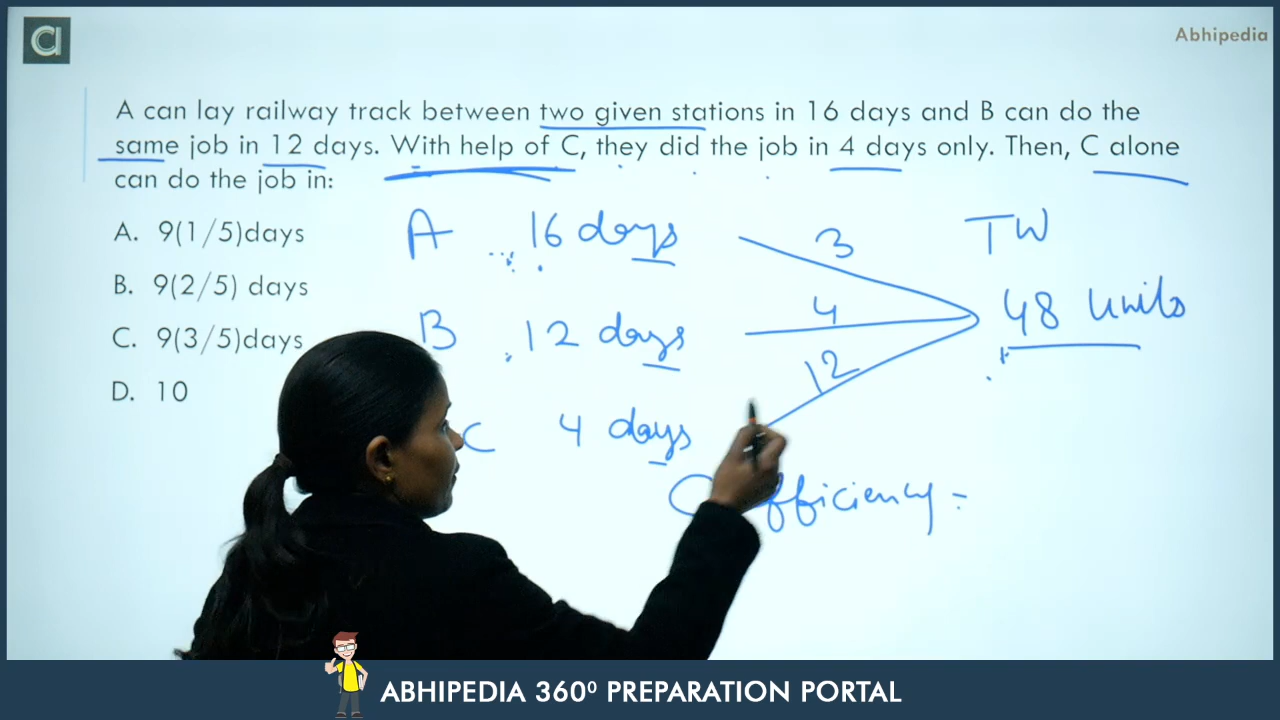 a
Abhipedia
A can lay railway track between two given stations in 16 days and B can do the
same job in 12 days. With help of C, they did the job in 4 days only. Then, C alone
can do the job in:
A. 9(1/5)days
B. 9(2/5) days
C. 9(3/5)days
D. 10
A 16 days 3 TW
B 12 days 4 48 units
12
C 4 days
C efficiency =
ABHIPEDIA 360⁰ PREPARATION PORTAL